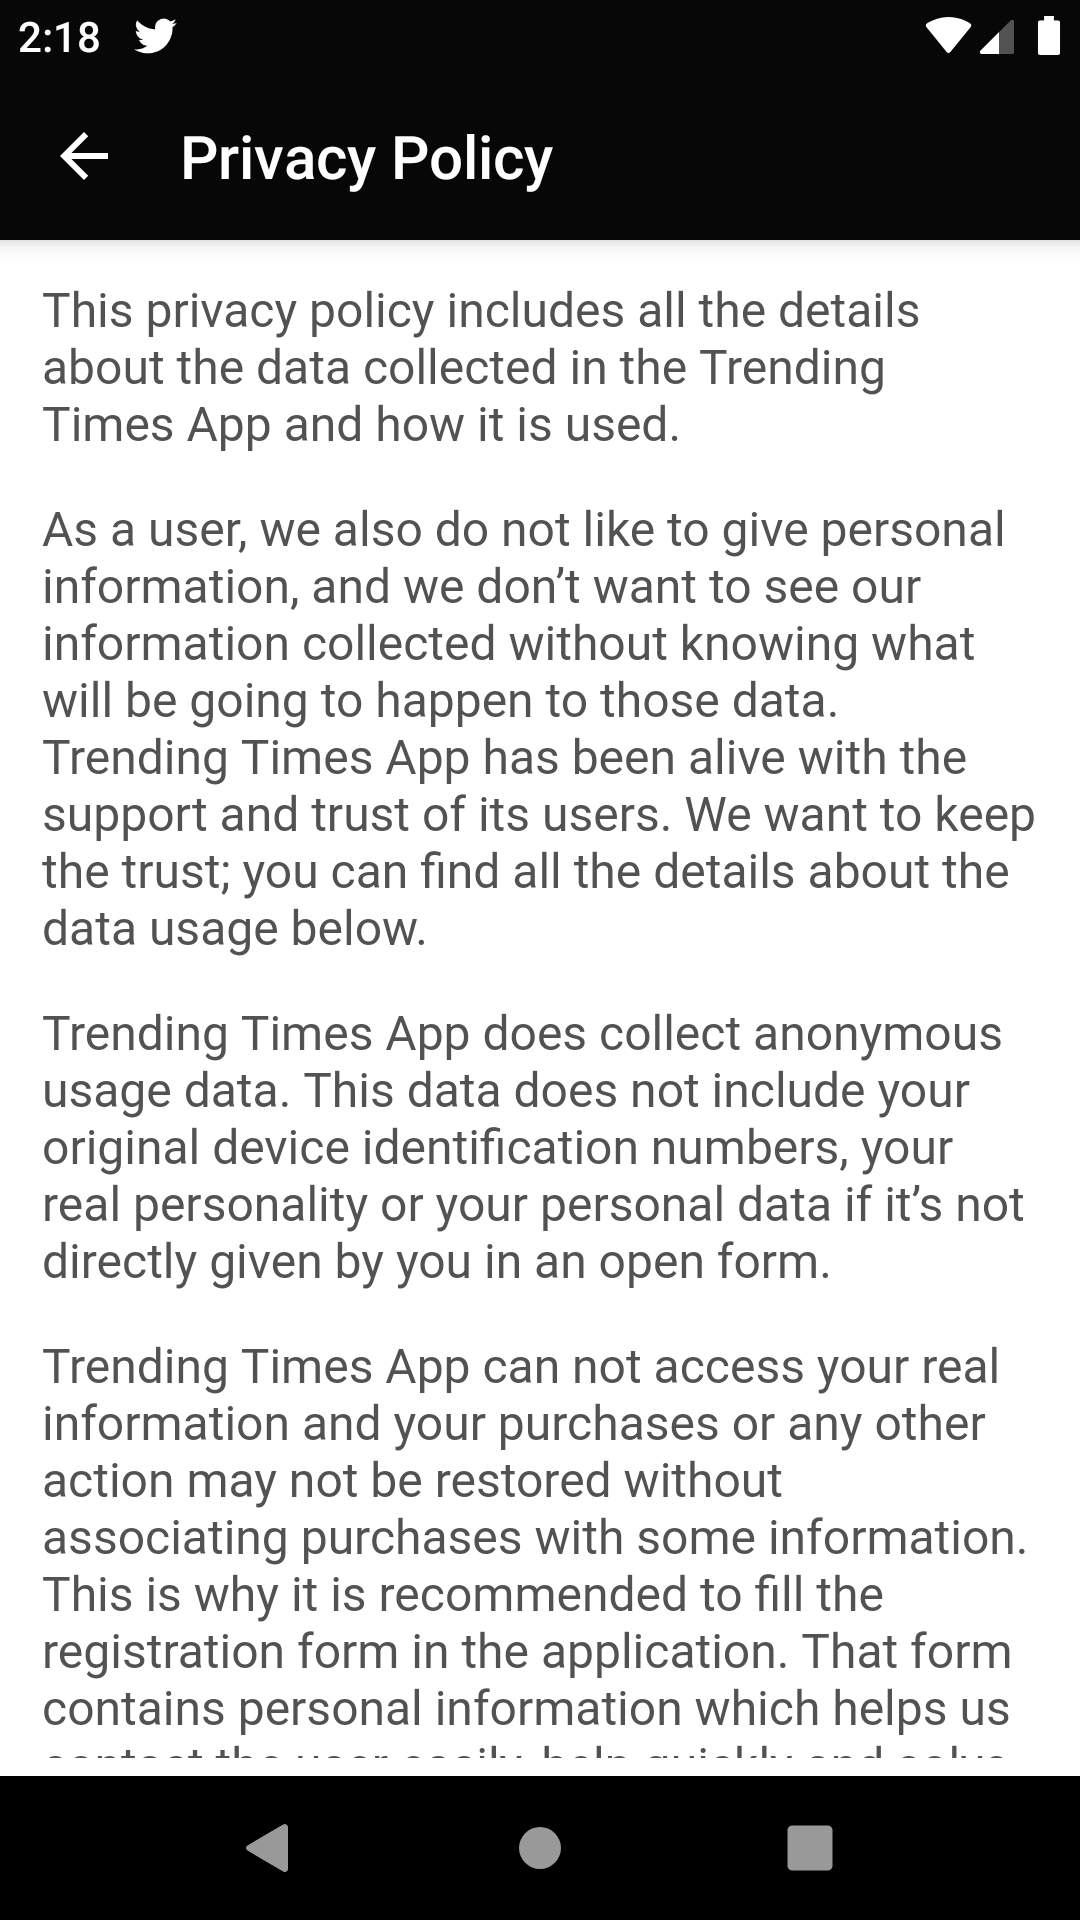 2:18
Privacy Policy
This privacy policy includes all the details
about the data collected in the Trending
Times App and how it is used.
As a user, we also do not like to give personal
information, and we don’t want to see our
information collected without knowing what
will be going to happen to those data.
Trending Times App has been alive with the
support and trust of its users. We want to keep
the trust; you can find all the details about the
data usage below.
Trending Times App does collect anonymous
usage data. This data does not include your
original device identification numbers, your
real personality or your personal data if it’s not
directly given by you in an open form.
Trending Times App can not access your real
information and your purchases or any other
action may not be restored without
associating purchases with some information.
This is why it is recommended to fill the
registration form in the application. That form
contains personal information which helps us
contact the user easily, help quickly and solve